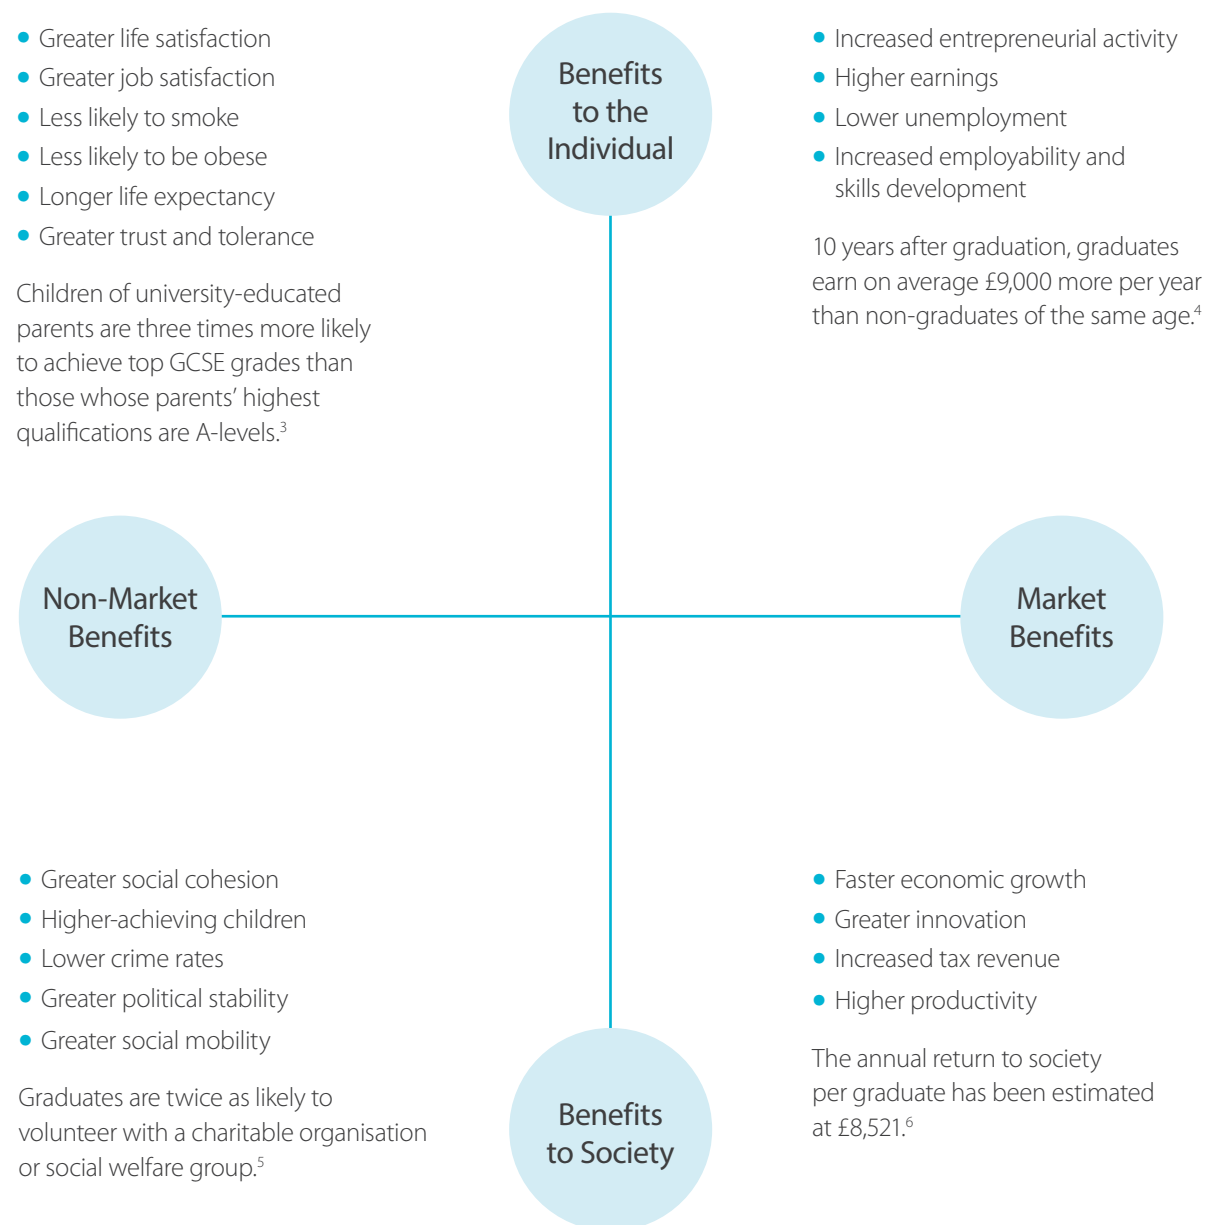 • Greater life satisfaction
• Greater job satisfaction
• Less likely to smoke
• Less likely to be obese
• Longer life expectancy
• Greater trust and tolerance
Children of university-educated
parents are three times more likely
to achieve top GCSE grades than
those whose parents’ highest
qualifications are A-levels.3
Benefits
to the
Individual
• Increased entrepreneurial activity
• Higher earnings
• Lower unemployment
• Increased employability and
skills development
10 years after graduation, graduates
earn on average £9,000 more per year
than non-graduates of the same age.4
Non-Market
Benefits
Market
Benefits
• Greater social cohesion
• Higher-achieving children
• Lower crime rates
• Greater political stability
• Greater social mobility
Graduates are twice as likely to
volunteer with a charitable organisation
or social welfare group.5
Benefits
to Society
• Faster economic growth
• Greater innovation
• Increased tax revenue
• Higher productivity
The annual return to society
per graduate has been estimated
at £8,521.6